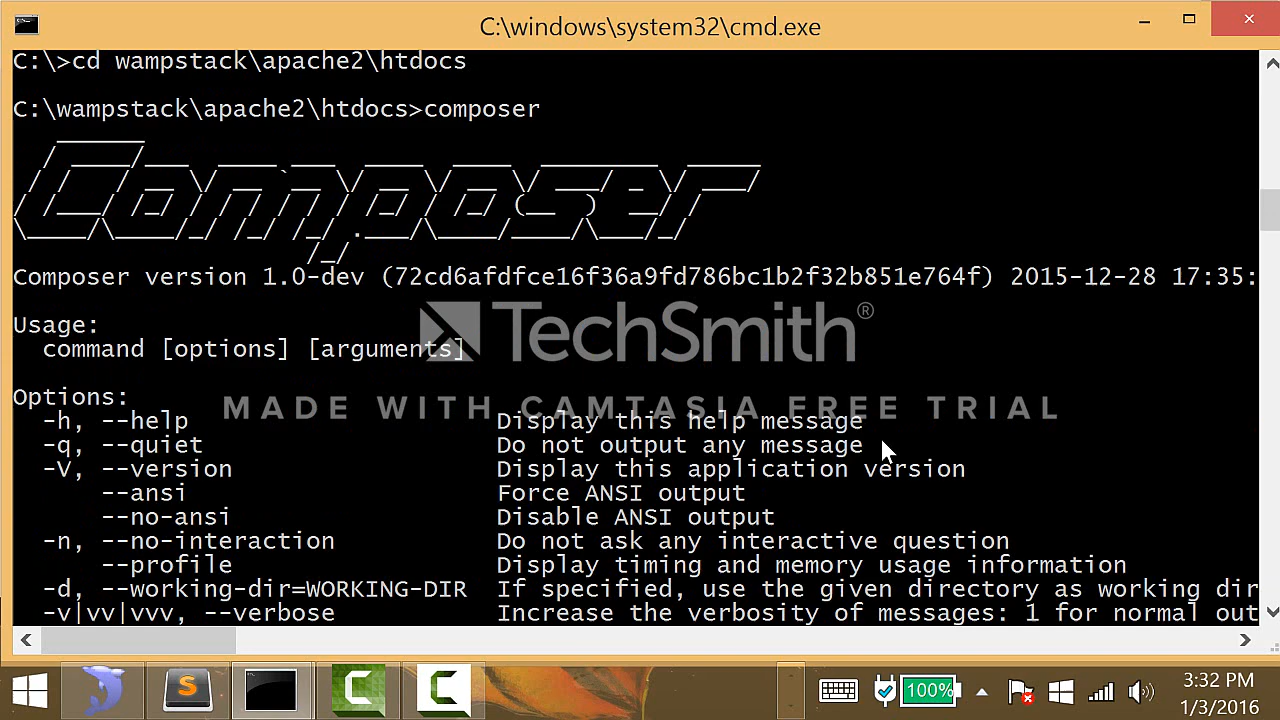 C:\windows\system32\cmd.exe
C:\>cd wampstack\apache2\htdocs
C:\wampstack\apache2\htdocs>composer
Composer
Composer version 1.0-dev (72cd6afdfce16f36a9fd786bc1b2f32b851e764f) 2015-12-28 17:35:
Usage:
command [options] [arguments]
TechSmith®
MADE WITH CAMTASIA FREE TRIAL
Options:
-h, --help Display this help message
-q, --quiet Do not output any message
-V, --version Display this application version
--ansi Force ANSI output
--no-ansi Disable ANSI output
-n, --no-interaction Do not ask any interactive question
--profile Display timing and memory usage information
-d, --working-dir=WORKING-DIR If specified, use the given directory as working dir
-v|vv|vvv, --verbose Increase the verbosity of messages: 1 for normal out
S
C
C
100%
3:32 PM
1/3/2016